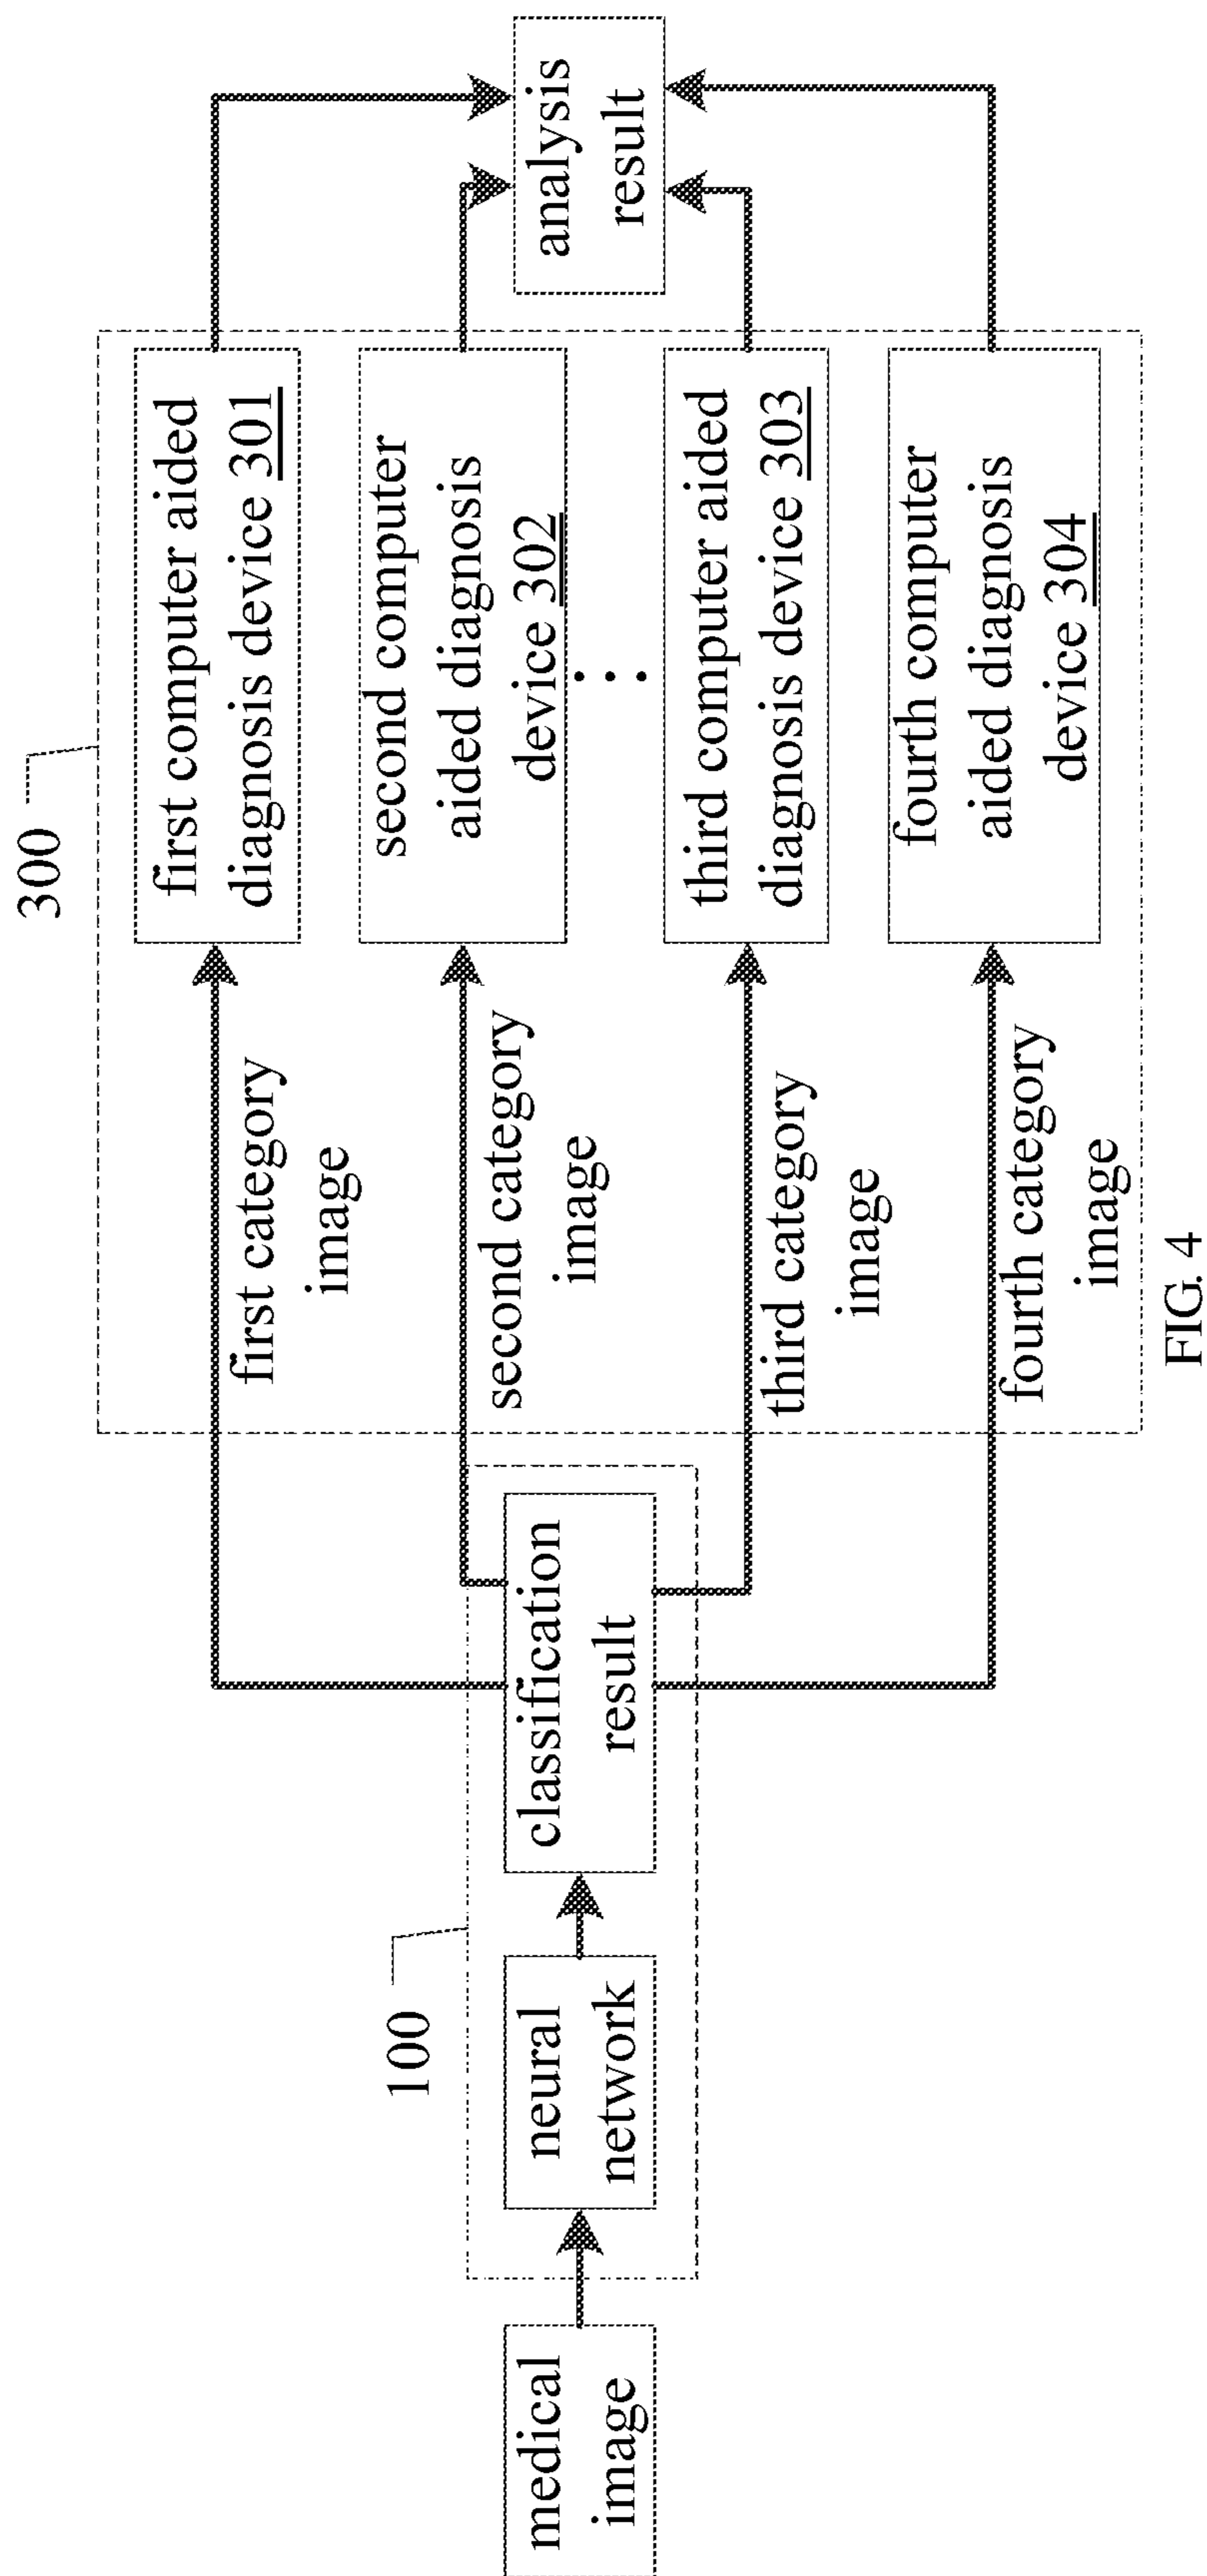 medical
image
100
neural
network
classification
result
300
first category
image
second category
image
third category
image
fourth category
image
first computer aided
diagnosis device 301
second computer
aided diagnosis
device 302
...
third computer aided
diagnosis device 303
fourth computer
aided diagnosis
device 304
analysis
result
FIG. 4